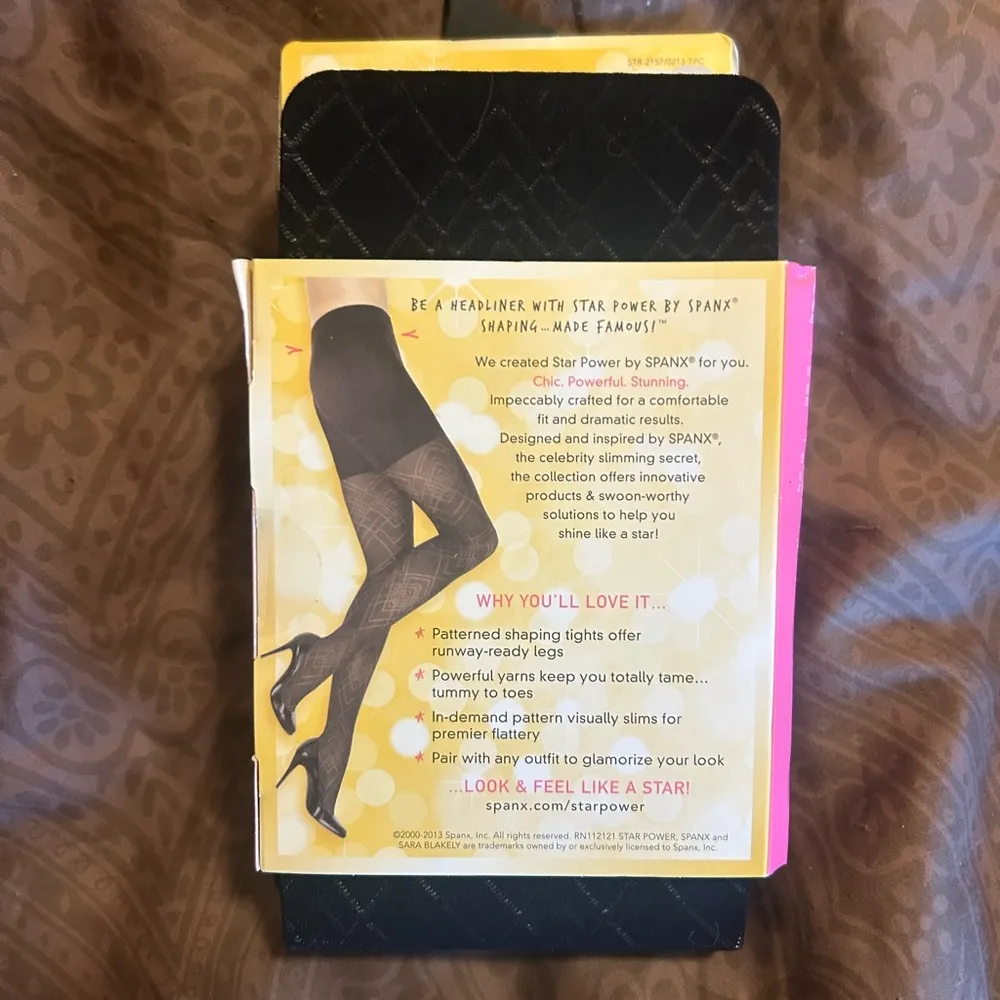 STR-2157/0213-TPC
BE A HEADLINER WITH STAR POWER BY SPANX®
SHAPING...MADE FAMOUS!™
We created Star Power by SPANX® for you.
Chic. Powerful. Stunning.
Impeccably crafted for a comfortable
fit and dramatic results.
Designed and inspired by SPANX®,
the celebrity slimming secret,
the collection offers innovative
products & swoon-worthy
solutions to help you
shine like a star!
WHY YOU'LL LOVE IT...
Patterned shaping tights offer
runway-ready legs
Powerful yarns keep you totally tame...
tummy to toes
In-demand pattern visually slims for
premier flattery
Pair with any outfit to glamorize your look
...LOOK & FEEL LIKE A STAR!
spanx.com/starpower
©2000-2013 Spanx, Inc. All rights reserved. RN112121 STAR POWER, SPANX and
SARA BLAKELY are trademarks owned by or exclusively licensed to Spanx, Inc.